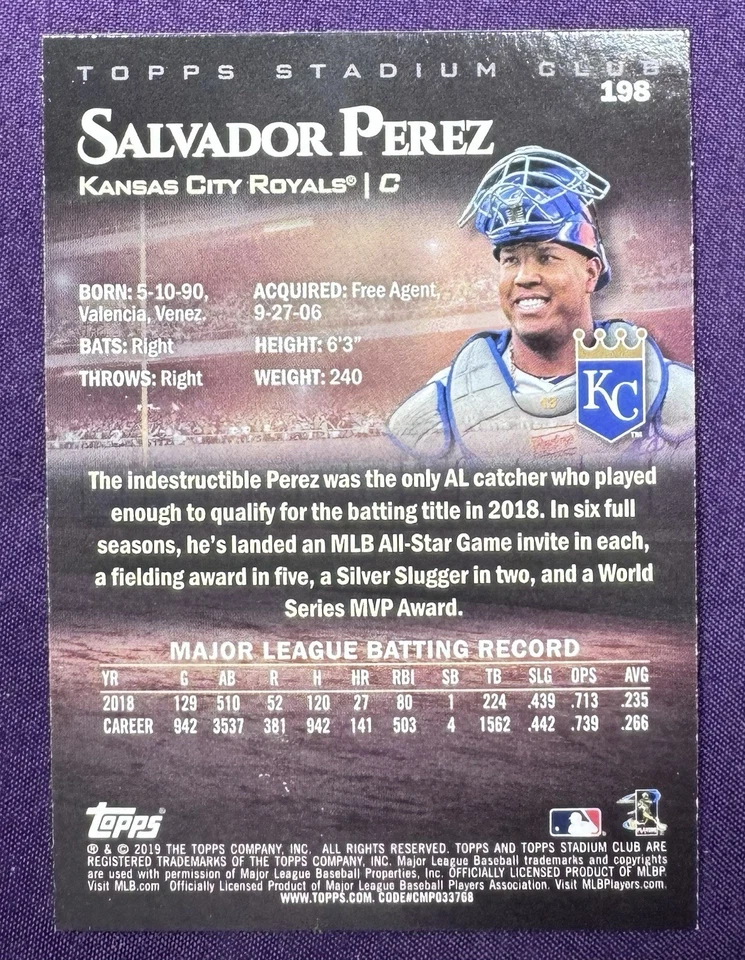 TOPPS STADIUM CLUB
198
SALVADOR PEREZ
KANSAS CITY ROYALS® | C
BORN: 5-10-90,
Valencia, Venez.
ACQUIRED: Free Agent,
9-27-06
BATS: Right
HEIGHT: 6'3"
THROWS: Right
WEIGHT: 240
KC
TM
The indestructible Perez was the only AL catcher who played
enough to qualify for the batting title in 2018. In six full
seasons, he's landed an MLB All-Star Game invite in each,
a fielding award in five, a Silver Slugger in two, and a World
Series MVP Award.
MAJOR LEAGUE BATTING RECORD
YR G AB R H HR RBI SB TB SLG OPS AVG
2018 129 510 52 120 27 80 1 224 .439 .713 .235
CAREER 942 3537 381 942 141 503 4 1562 .442 .739 .266
TOPPS®
® & © 2019 THE TOPPS COMPANY, INC. ALL RIGHTS RESERVED. TOPPS AND TOPPS STADIUM CLUB ARE
REGISTERED TRADEMARKS OF THE TOPPS COMPANY, INC. Major League Baseball trademarks and copyrights
are used with permission of Major League Baseball Properties, Inc. OFFICIALLY LICENSED PRODUCT OF MLBP.
Visit MLB.com Officially Licensed Product of Major League Baseball Players Association. Visit MLBPlayers.com.
WWW.TOPPS.COM. CODE#CMP033768